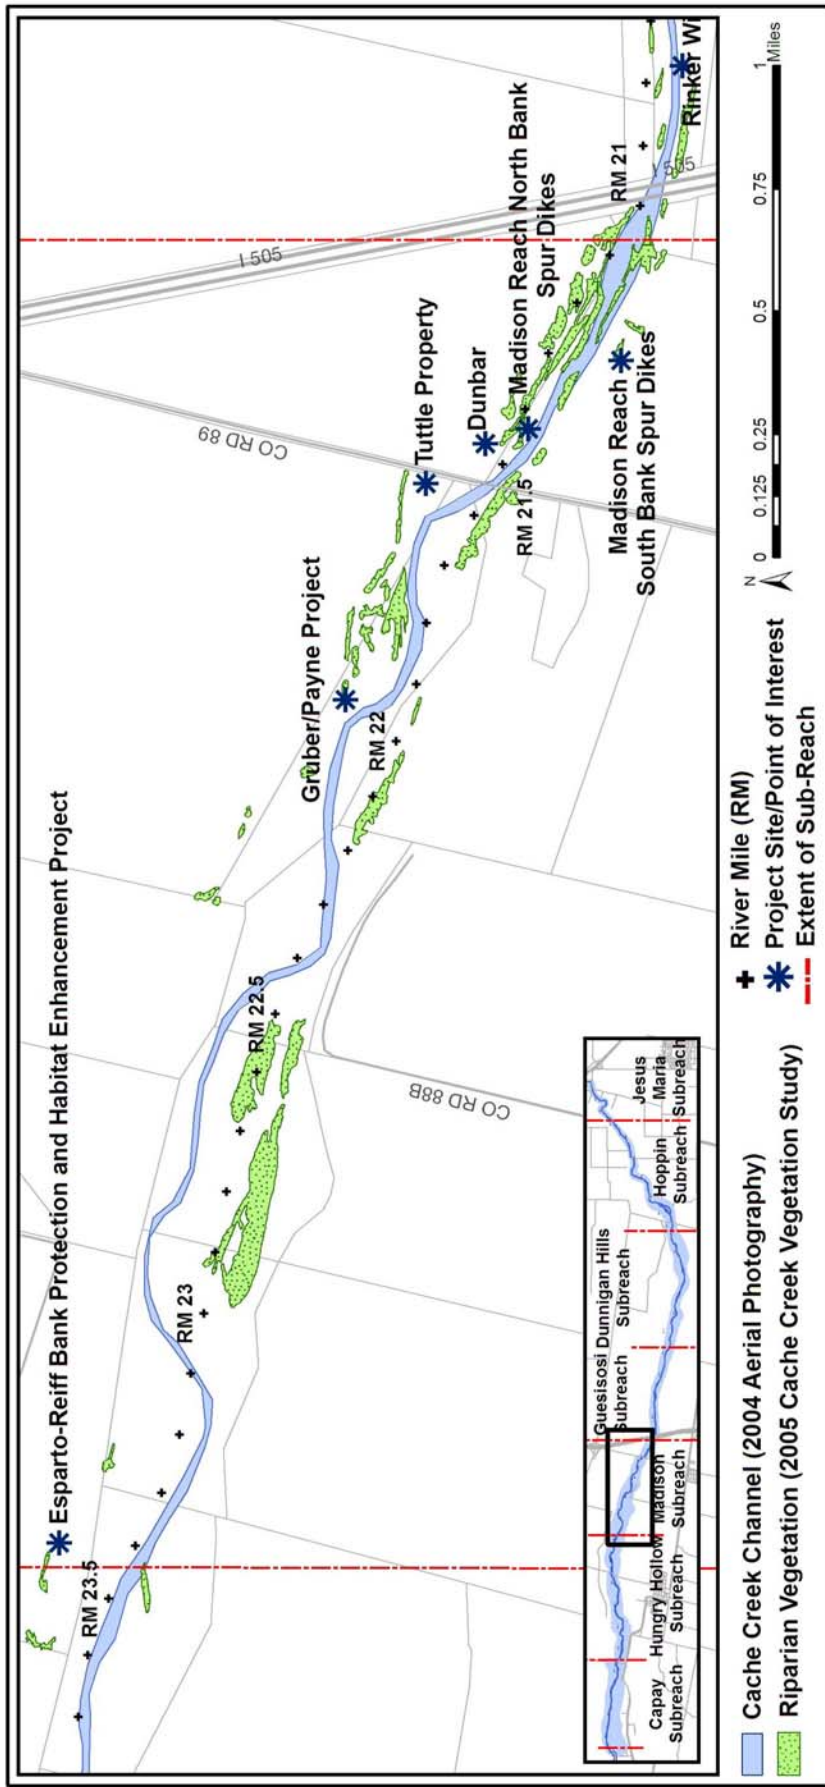 Esparto-Reiff Bank Protection and Habitat Enhancement Project
RM 23.5
RM 23
RM 22.5
CO RD 88B
Gruber/Payne Project
RM 22
Tuttle Property
CO RD 89
Dunbar
RM 21.5
Madison Reach North Bank
Spur Dikes
Madison Reach
South Bank Spur Dikes
I 505
RM 21
I 505
Rinker Wi
Capay
Subreach
Hungry Hollow
Subreach
Madison
Subreach
Guesisosi
Subreach
Dunnigan Hills
Subreach
Hoppin
Subreach
Jesus
Maria
Subreach
N
0 0.125 0.25 0.5 0.75 1
Miles
Cache Creek Channel (2004 Aerial Photography)
Riparian Vegetation (2005 Cache Creek Vegetation Study)
River Mile (RM)
Project Site/Point of Interest
Extent of Sub-Reach